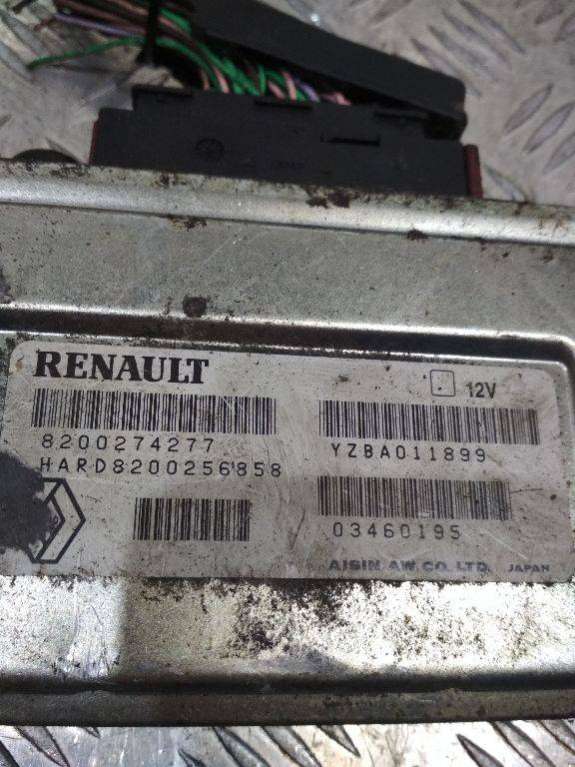 RENAULT
12V
8200274277
YZBA011899
HARD8200256858
03460195
AISIN AW CO., LTD. JAPAN